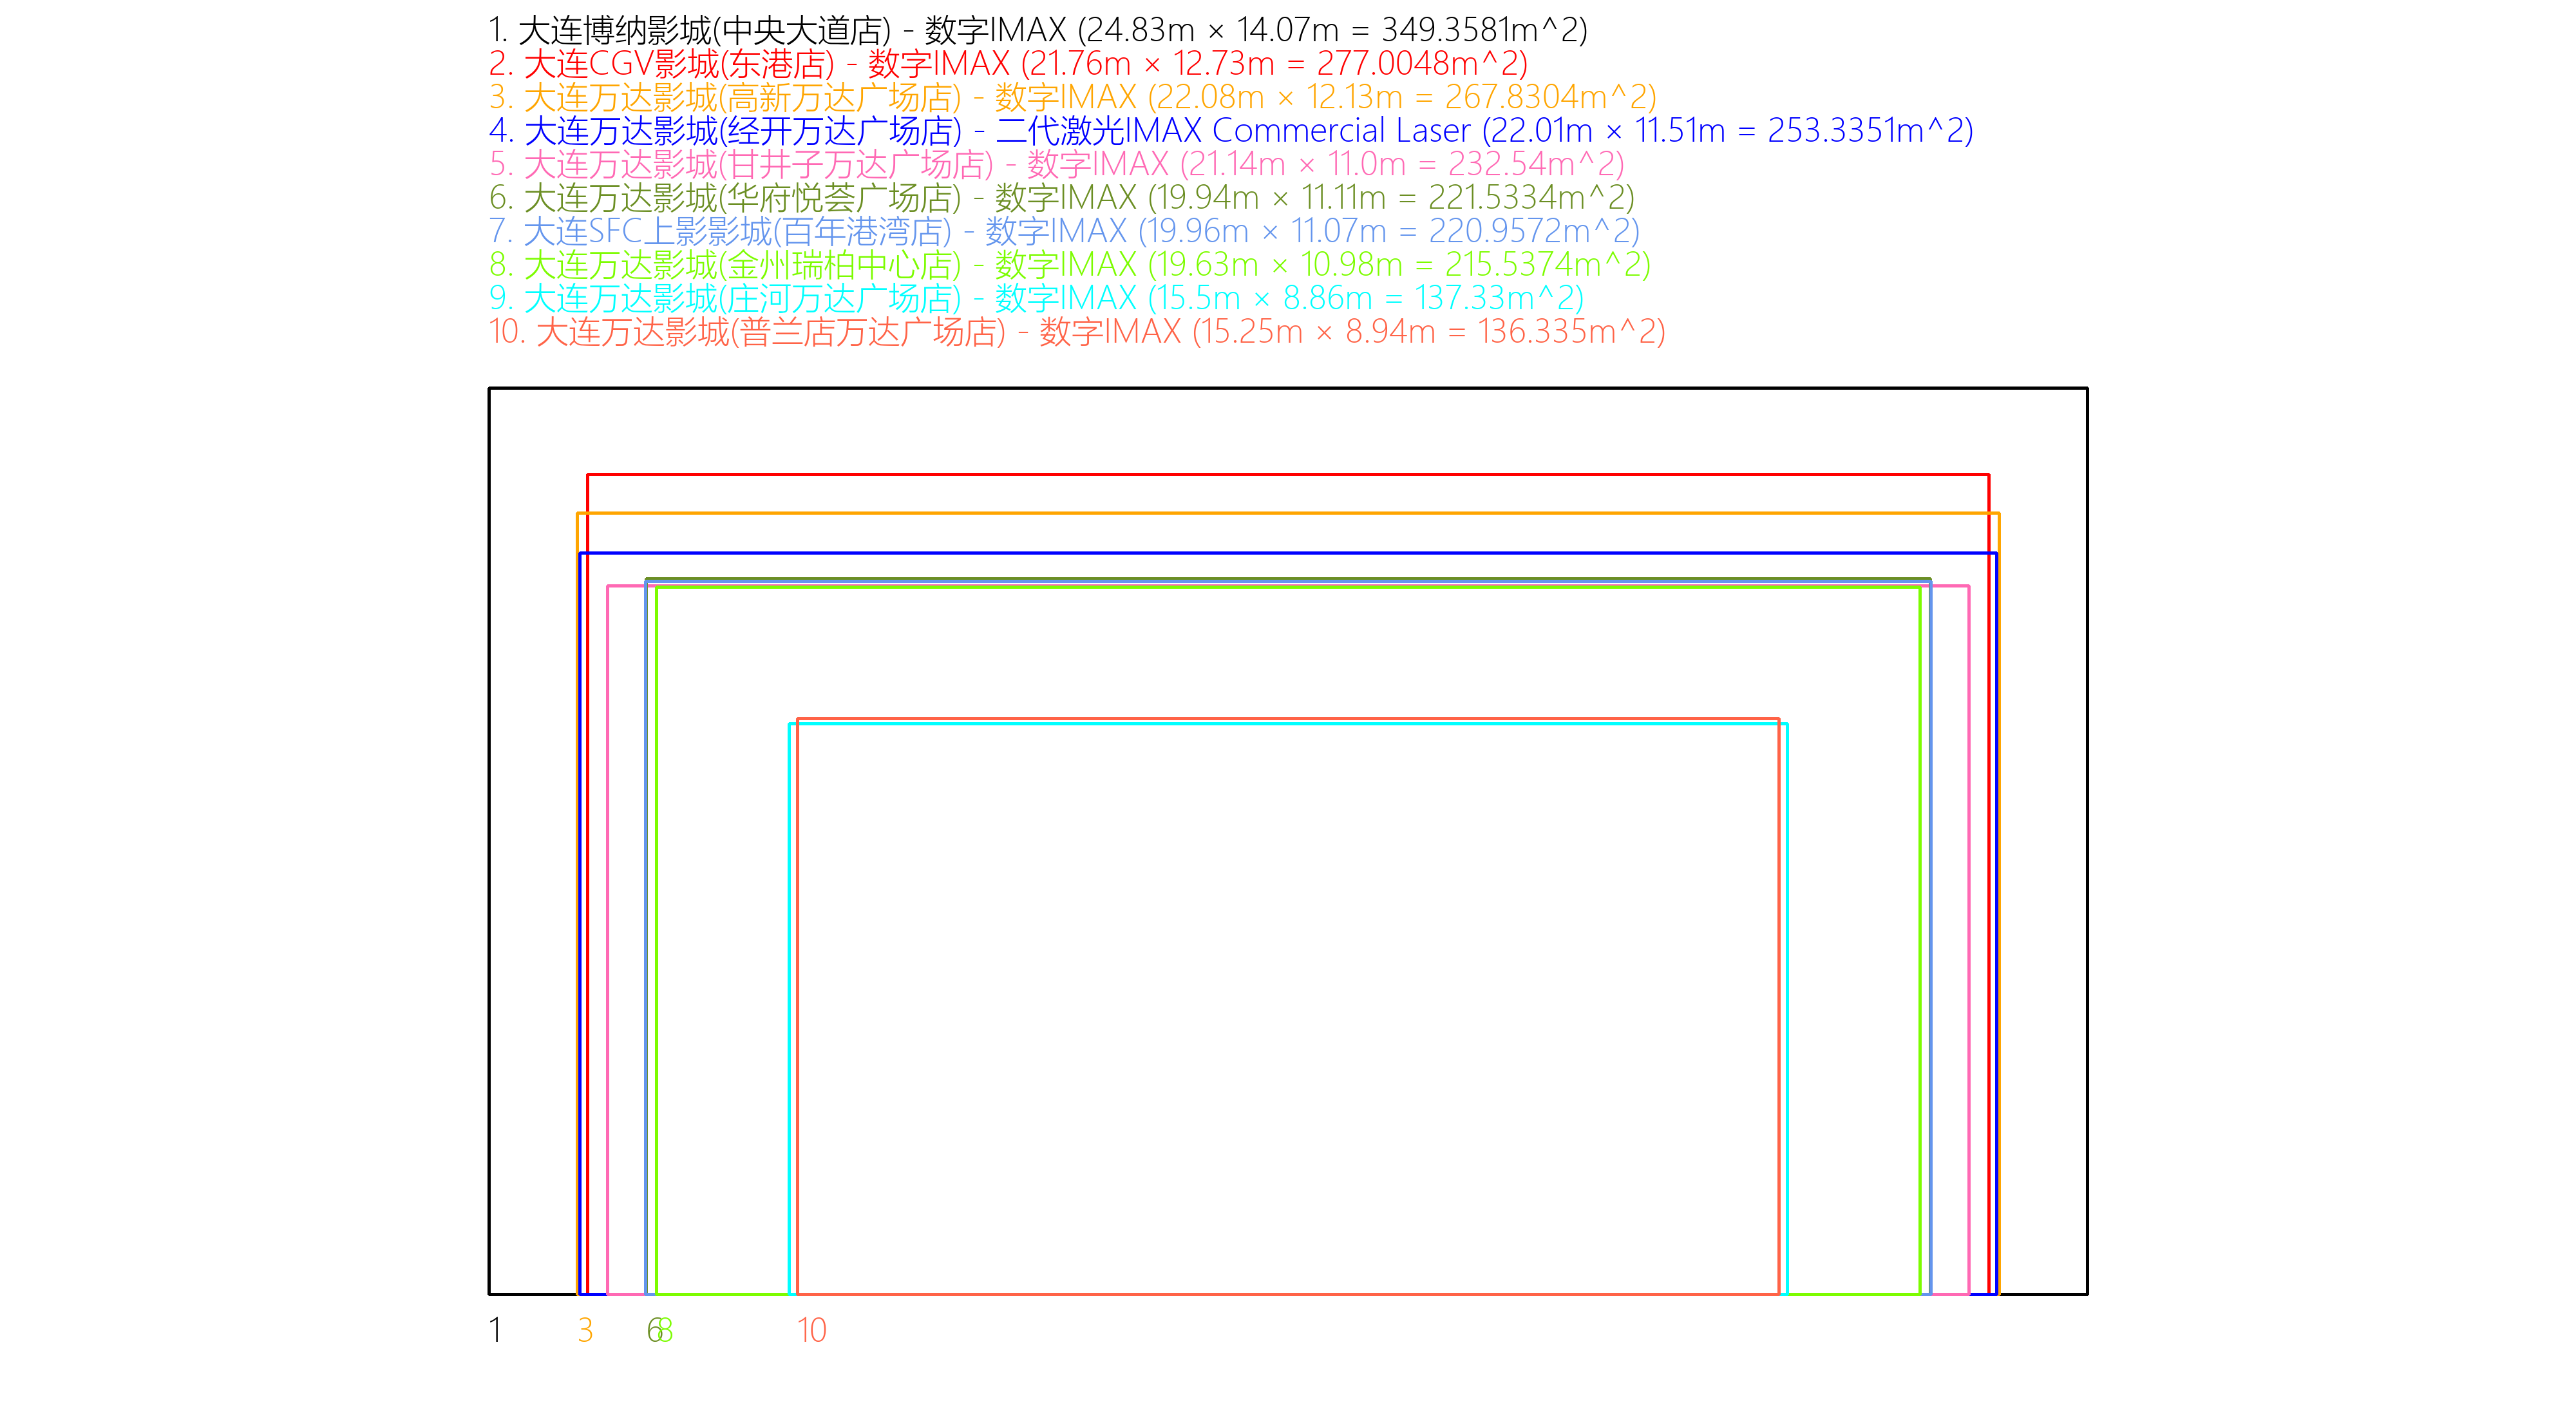 1. 大连博纳影城(中央大道店) - 数字IMAX (24.83m × 14.07m = 349.3581m^2)
2. 大连CGV影城(东港店) - 数字IMAX (21.76m × 12.73m = 277.0048m^2)
3. 大连万达影城(高新万达广场店) - 数字IMAX (22.08m × 12.13m = 267.8304m^2)
4. 大连万达影城(经开万达广场店) - 二代激光IMAX Commercial Laser (22.01m × 11.51m = 253.3351m^2)
5. 大连万达影城(甘井子万达广场店) - 数字IMAX (21.14m × 11.0m = 232.54m^2)
6. 大连万达影城(华府悦荟广场店) - 数字IMAX (19.94m × 11.11m = 221.5334m^2)
7. 大连SFC上影影城(百年港湾店) - 数字IMAX (19.96m × 11.07m = 220.9572m^2)
8. 大连万达影城(金州瑞柏中心店) - 数字IMAX (19.63m × 10.98m = 215.5374m^2)
9. 大连万达影城(庄河万达广场店) - 数字IMAX (15.5m × 8.86m = 137.33m^2)
10. 大连万达影城(普兰店万达广场店) - 数字IMAX (15.25m × 8.94m = 136.335m^2)
1 3 6 8 10